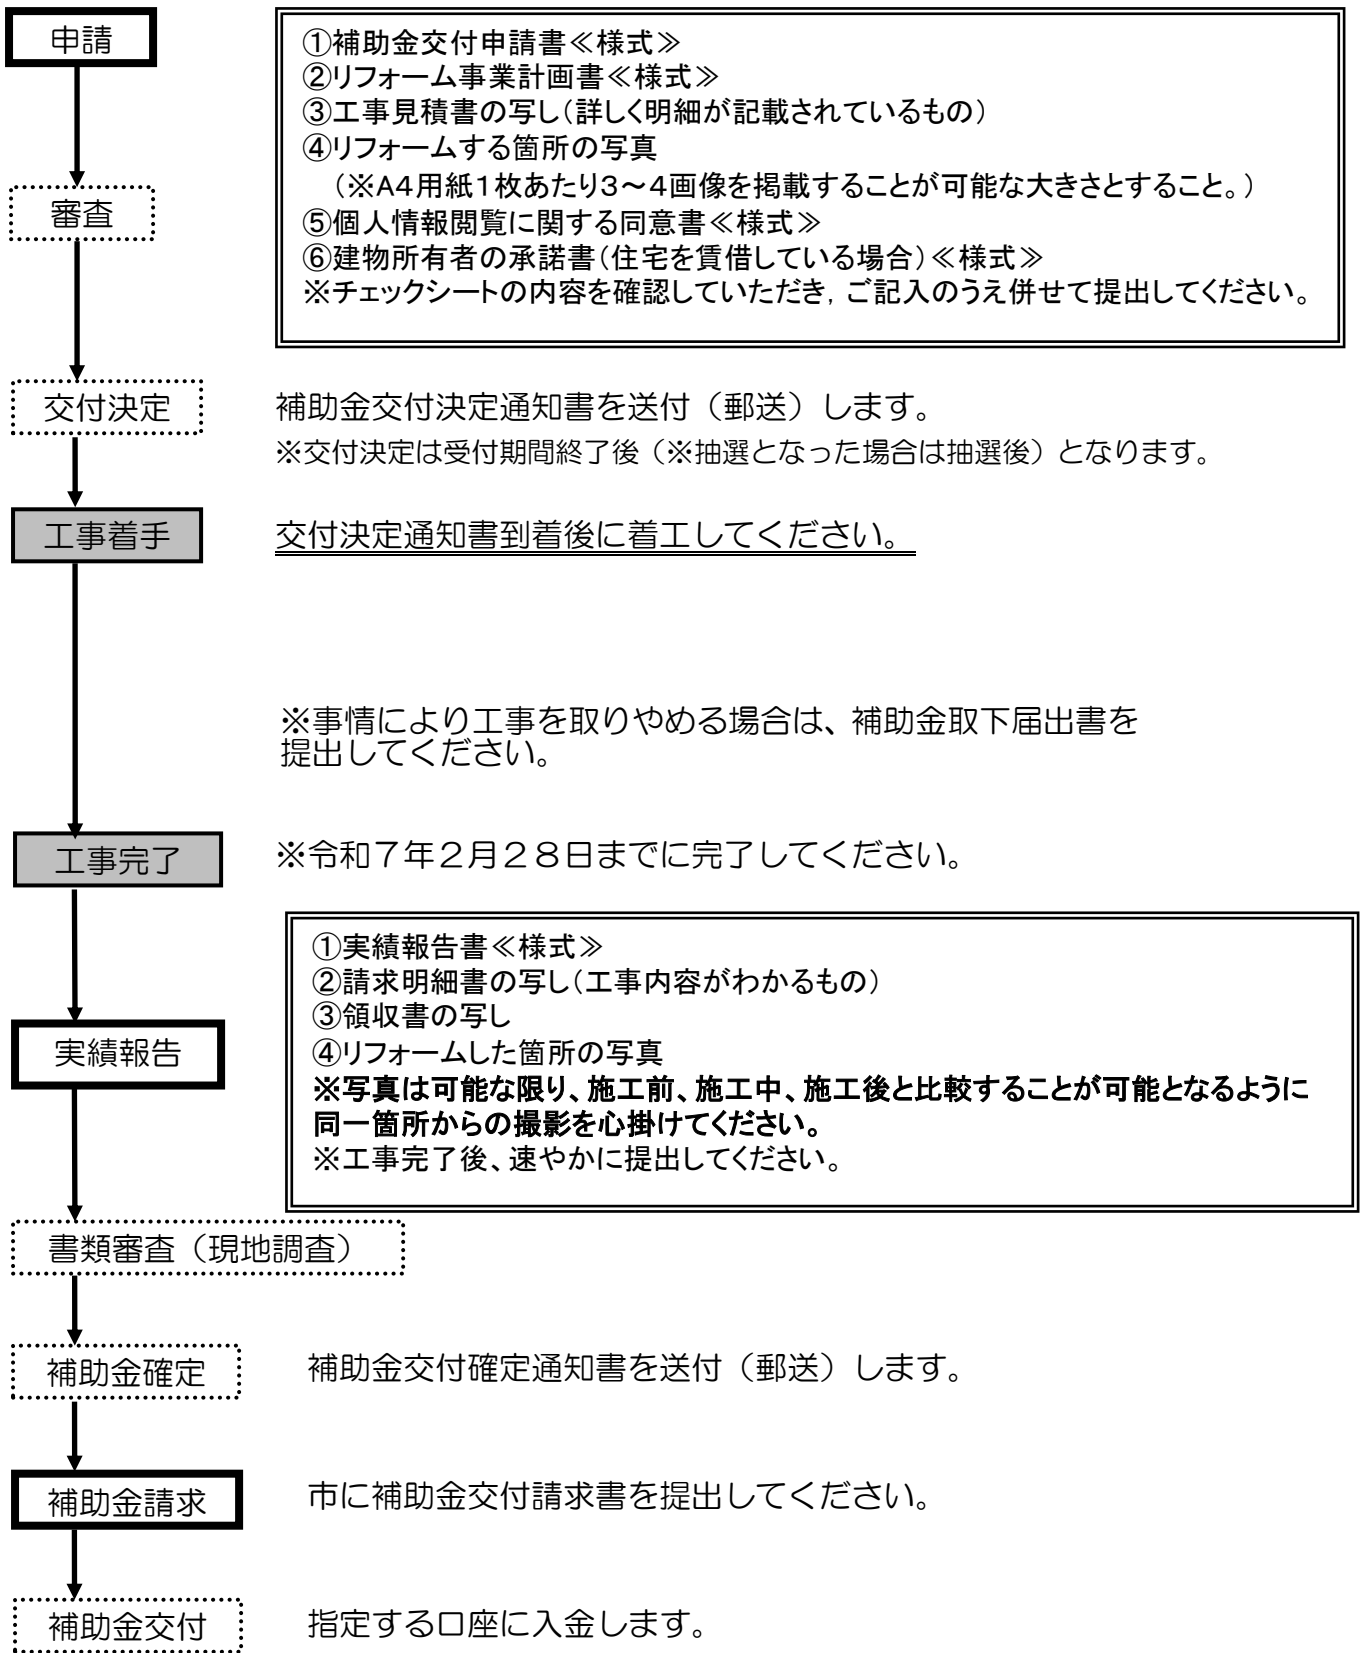 申請
①補助金交付申請書≪様式≫
②リフォーム事業計画書≪様式≫
③工事見積書の写し（詳しく明細が記載されているもの）
④リフォームする箇所の写真
（※A4用紙1枚あたり3～4画像を掲載することが可能な大きさとすること。）
⑤個人情報閲覧に関する同意書≪様式≫
⑥建物所有者の承諾書（住宅を賃借している場合）≪様式≫
※チェックシートの内容を確認していただき，ご記入のうえ併せて提出してください。
審査
交付決定
補助金交付決定通知書を送付（郵送）します。
※交付決定は受付期間終了後（※抽選となった場合は抽選後）となります。
工事着手
交付決定通知書到着後に着工してください。
※事情により工事を取りやめる場合は、補助金取下届出書を
提出してください。
工事完了
※令和７年２月２８日までに完了してください。
①実績報告書≪様式≫
②請求明細書の写し（工事内容がわかるもの）
③領収書の写し
④リフォームした箇所の写真
※写真は可能な限り、施工前、施工中、施工後と比較することが可能となるように
同一箇所からの撮影を心掛けてください。
※工事完了後、速やかに提出してください。
実績報告
書類審査（現地調査）
補助金確定
補助金交付確定通知書を送付（郵送）します。
補助金請求
市に補助金交付請求書を提出してください。
補助金交付
指定する口座に入金します。